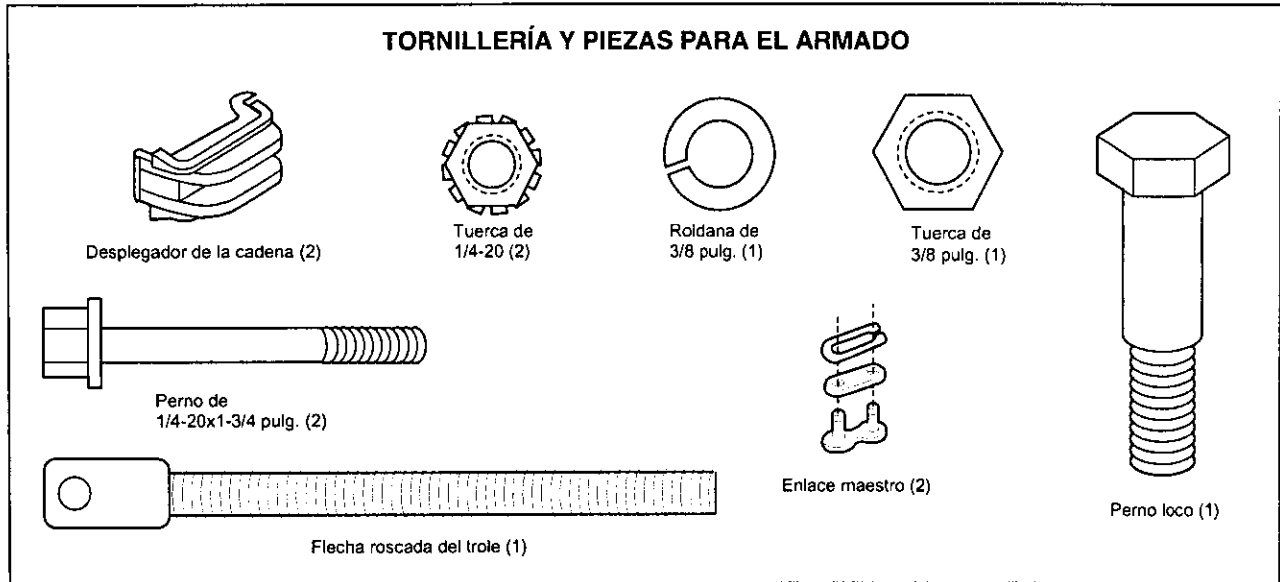 TORNILLERÍA Y PIEZAS PARA EL ARMADO
Desplegador de la cadena (2)
Tuerca de
1/4-20 (2)
Roldana de
3/8 pulg. (1)
Tuerca de
3/8 pulg. (1)
Perno de
1/4-20x1-3/4 pulg. (2)
Enlace maestro (2)
Perno loco (1)
Flecha roscada del trole (1)